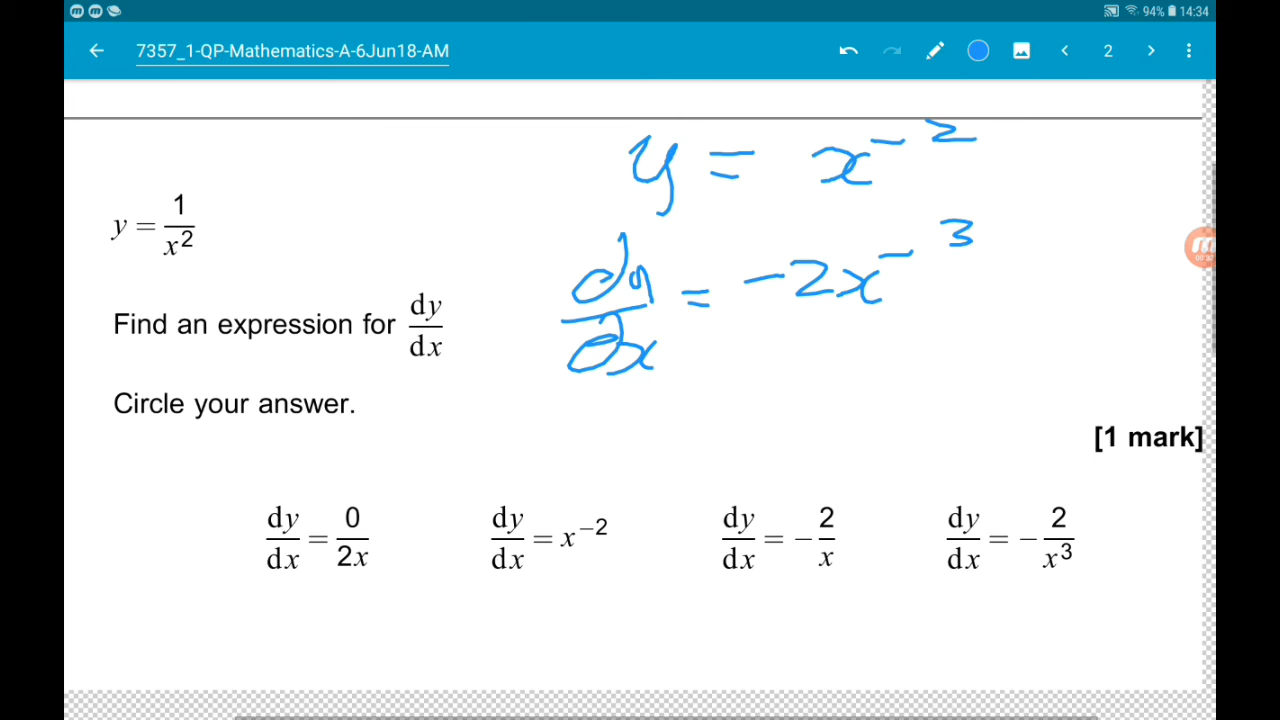 94% 14:34
7357_1-QP-Mathematics-A-6Jun18-AM 2
y = x⁻²
y = 1/x²
dy/dx = -2x⁻³
Find an expression for dy/dx
Circle your answer.
[1 mark]
dy/dx = 0/2x dy/dx = x⁻² dy/dx = −2/x dy/dx = −2/x³